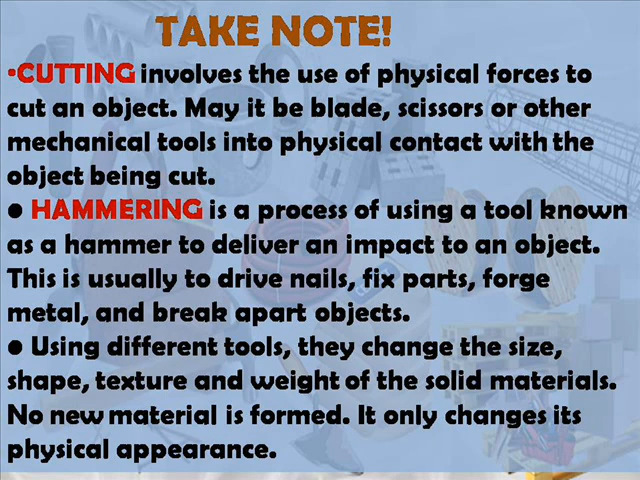 TAKE NOTE!
•CUTTING involves the use of physical forces to
cut an object. May it be blade, scissors or other
mechanical tools into physical contact with the
object being cut.
• HAMMERING is a process of using a tool known
as a hammer to deliver an impact to an object.
This is usually to drive nails, fix parts, forge
metal, and break apart objects.
• Using different tools, they change the size,
shape, texture and weight of the solid materials.
No new material is formed. It only changes its
physical appearance.